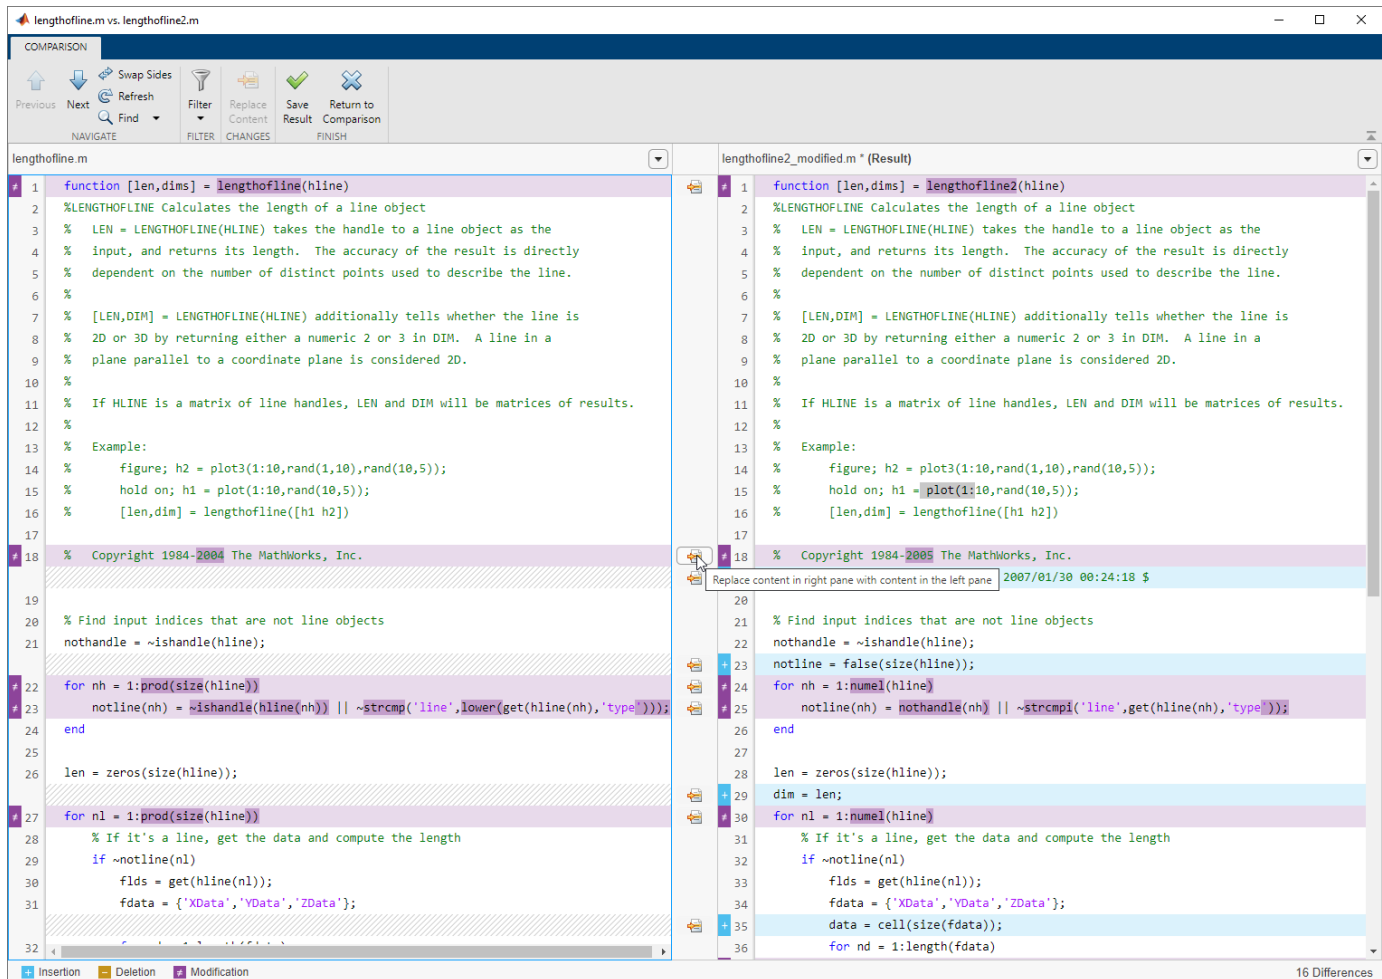 lengthofline.m vs. lengthofline2.m
COMPARISON
Previous
Next
Swap Sides
Refresh
Find
Filter
Replace Content
Save Result
Return to Comparison
NAVIGATE
FILTER
CHANGES
FINISH
lengthofline.m
1 function [len,dims] = lengthofline(hline)
2 %LENGTHOFLINE Calculates the length of a line object
3 %   LEN = LENGTHOFLINE(HLINE) takes the handle to a line object as the
4 %   input, and returns its length.  The accuracy of the result is directly
5 %   dependent on the number of distinct points used to describe the line.
6 %
7 %   [LEN,DIM] = LENGTHOFLINE(HLINE) additionally tells whether the line is
8 %   2D or 3D by returning either a numeric 2 or 3 in DIM.  A line in a
9 %   plane parallel to a coordinate plane is considered 2D.
10 %
11 %   If HLINE is a matrix of line handles, LEN and DIM will be matrices of results.
12 %
13 %   Example:
14 %       figure; h2 = plot3(1:10,rand(1,10),rand(10,5));
15 %       hold on; h1 = plot(1:10,rand(10,5));
16 %       [len,dim] = lengthofline([h1 h2])
17
18 %   Copyright 1984-2004 The MathWorks, Inc.
19
20 % Find input indices that are not line objects
21 nothandle = ~ishandle(hline);
22 for nh = 1:prod(size(hline))
23     notline(nh) = ~ishandle(hline(nh)) || ~strcmp('line',lower(get(hline(nh),'type')));
24 end
25
26 len = zeros(size(hline));
27 for nl = 1:prod(size(hline))
28     % If it's a line, get the data and compute the length
29     if ~notline(nl)
30         flds = get(hline(nl));
31         fdata = {'XData','YData','ZData'};
32
lengthofline2_modified.m * (Result)
1 function [len,dims] = lengthofline2(hline)
2 %LENGTHOFLINE Calculates the length of a line object
3 %   LEN = LENGTHOFLINE(HLINE) takes the handle to a line object as the
4 %   input, and returns its length.  The accuracy of the result is directly
5 %   dependent on the number of distinct points used to describe the line.
6 %
7 %   [LEN,DIM] = LENGTHOFLINE(HLINE) additionally tells whether the line is
8 %   2D or 3D by returning either a numeric 2 or 3 in DIM.  A line in a
9 %   plane parallel to a coordinate plane is considered 2D.
10 %
11 %   If HLINE is a matrix of line handles, LEN and DIM will be matrices of results.
12 %
13 %   Example:
14 %       figure; h2 = plot3(1:10,rand(1,10),rand(10,5));
15 %       hold on; h1 = plot(1:10,rand(10,5));
16 %       [len,dim] = lengthofline([h1 h2])
17
18 %   Copyright 1984-2005 The MathWorks, Inc.
Replace content in right pane with content in the left pane
2007/01/30 00:24:18 $
20
21 % Find input indices that are not line objects
22 nothandle = ~ishandle(hline);
23 notline = false(size(hline));
24 for nh = 1:numel(hline)
25     notline(nh) = nothandle(nh) || ~strcmpi('line',get(hline(nh),'type'));
26 end
27
28 len = zeros(size(hline));
29 dim = len;
30 for nl = 1:numel(hline)
31     % If it's a line, get the data and compute the length
32     if ~notline(nl)
33         flds = get(hline(nl));
34         fdata = {'XData','YData','ZData'};
35         data = cell(size(fdata));
36         for nd = 1:length(fdata)
Insertion
Deletion
Modification
16 Differences